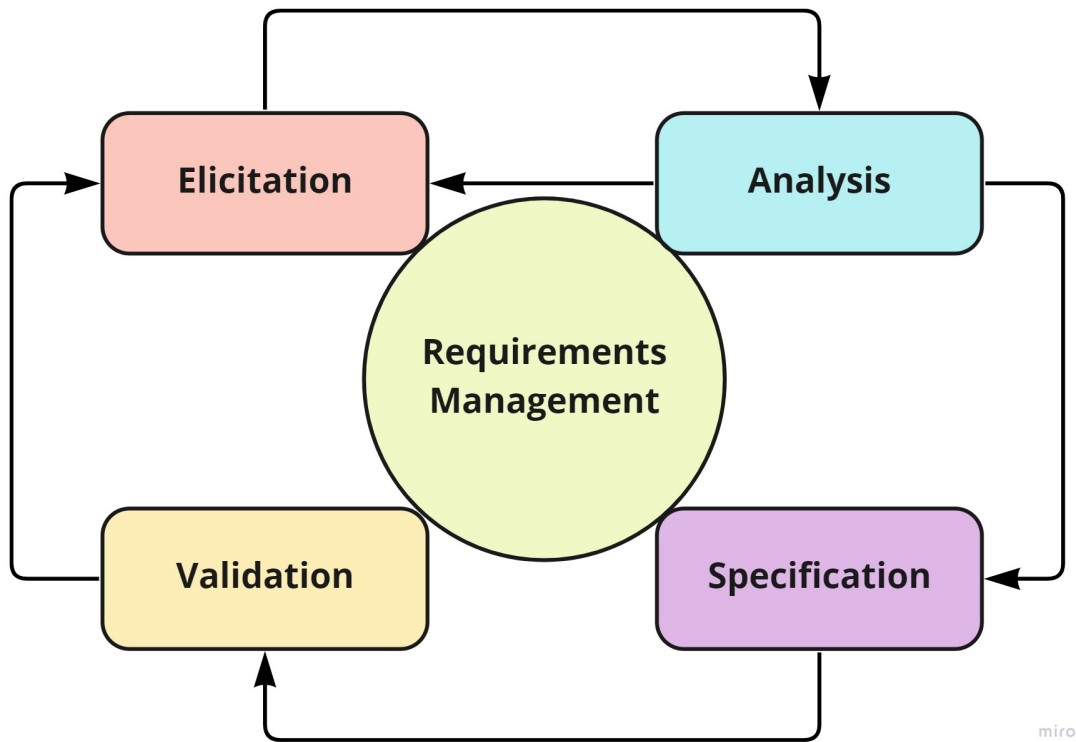 Elicitation
Analysis
Requirements
Management
Validation
Specification
miro